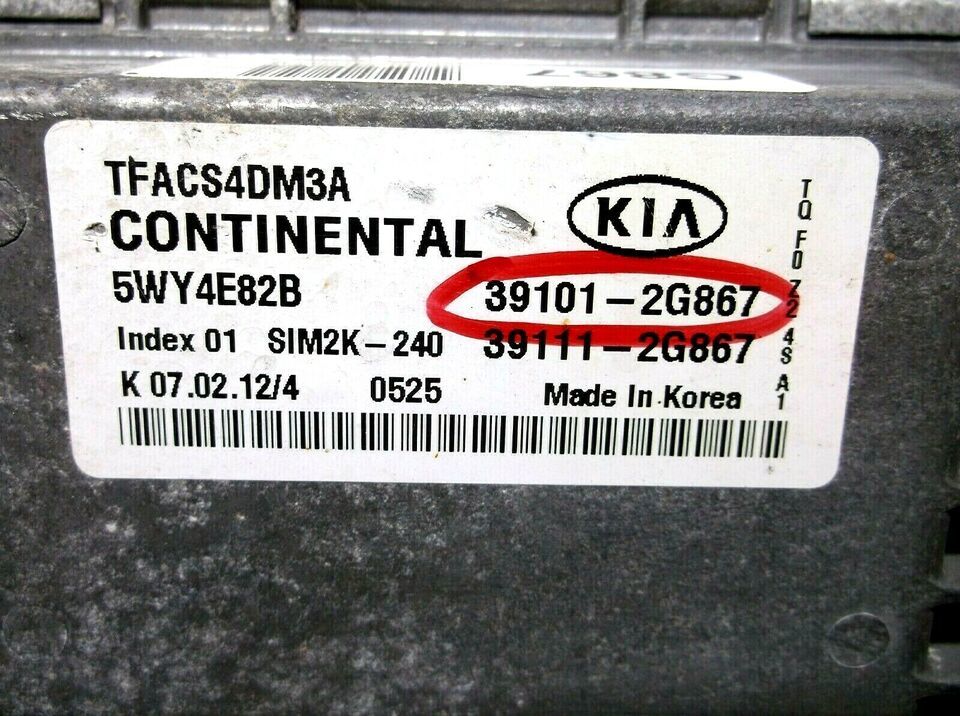 G867
TFACS4DM3A
KIA
CONTINENTAL
5WY4E82B 39101-2G867
Index 01 SIM2K-240 39111-2G867
K 07.02.12/4 0525 Made In Korea
TQ F0 Z2 4S A1